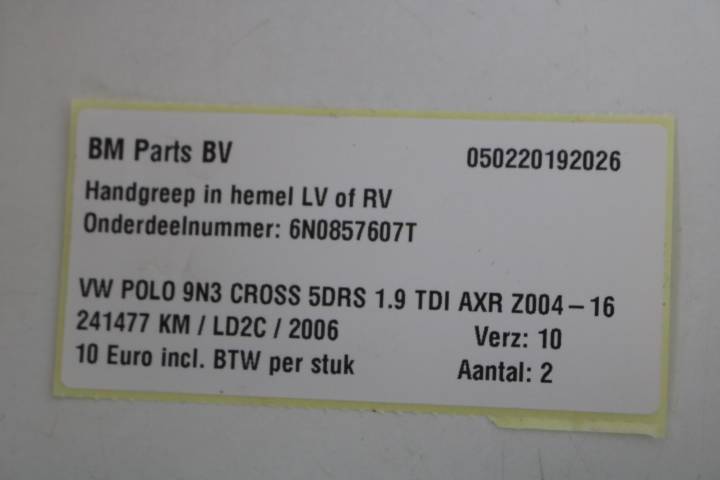 BM Parts BV 050220192026
Handgreep in hemel LV of RV
Onderdeelnummer: 6N0857607T
VW POLO 9N3 CROSS 5DRS 1.9 TDI AXR Z004-16
241477 KM / LD2C / 2006 Verz: 10
10 Euro incl. BTW per stuk Aantal: 2